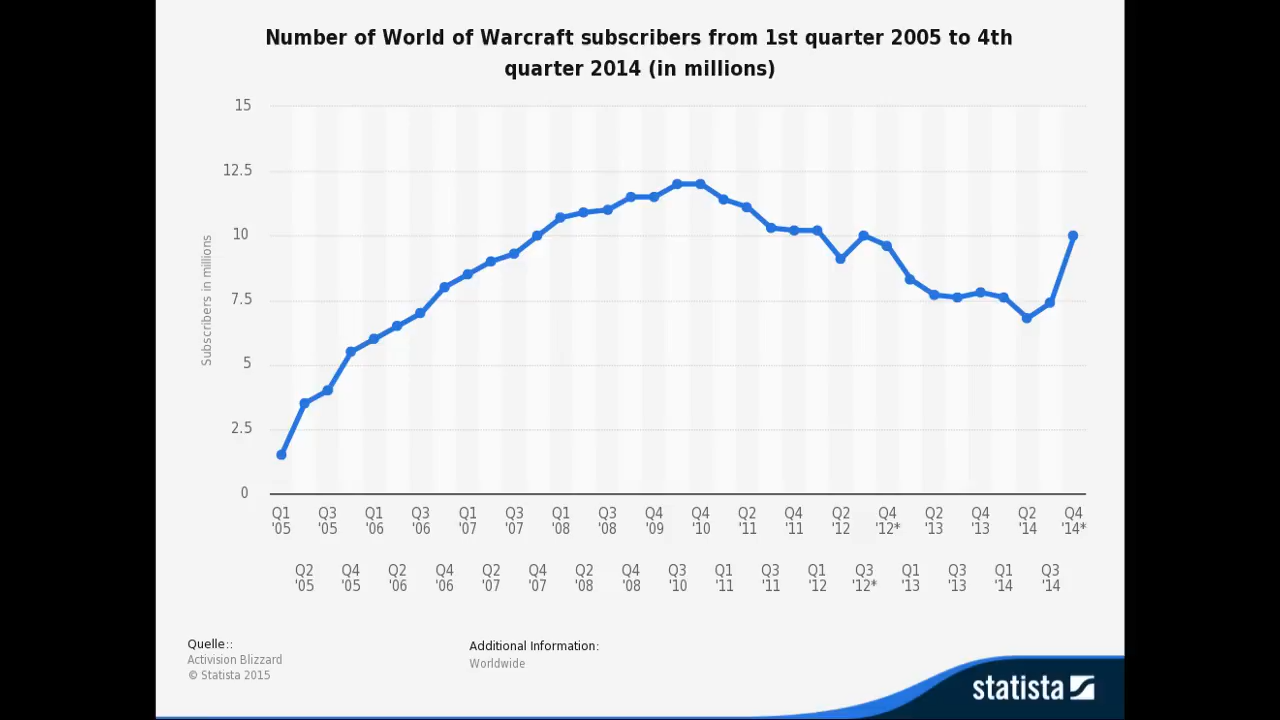 Number of World of Warcraft subscribers from 1st quarter 2005 to 4th
quarter 2014 (in millions)
15
12.5
10
7.5
5
2.5
0
Subscribers in millions
Q1 '05
Q2 '05
Q3 '05
Q4 '05
Q1 '06
Q2 '06
Q3 '06
Q4 '06
Q1 '07
Q2 '07
Q3 '07
Q4 '07
Q1 '08
Q2 '08
Q3 '08
Q4 '08
Q4 '09
Q3 '10
Q4 '10
Q1 '11
Q2 '11
Q3 '11
Q4 '11
Q1 '12
Q2 '12
Q3 '12*
Q4 '12*
Q1 '13
Q2 '13
Q3 '13
Q4 '13
Q1 '14
Q2 '14
Q3 '14
Q4 '14*
Quelle::
Activision Blizzard
© Statista 2015
Additional Information:
Worldwide
statista